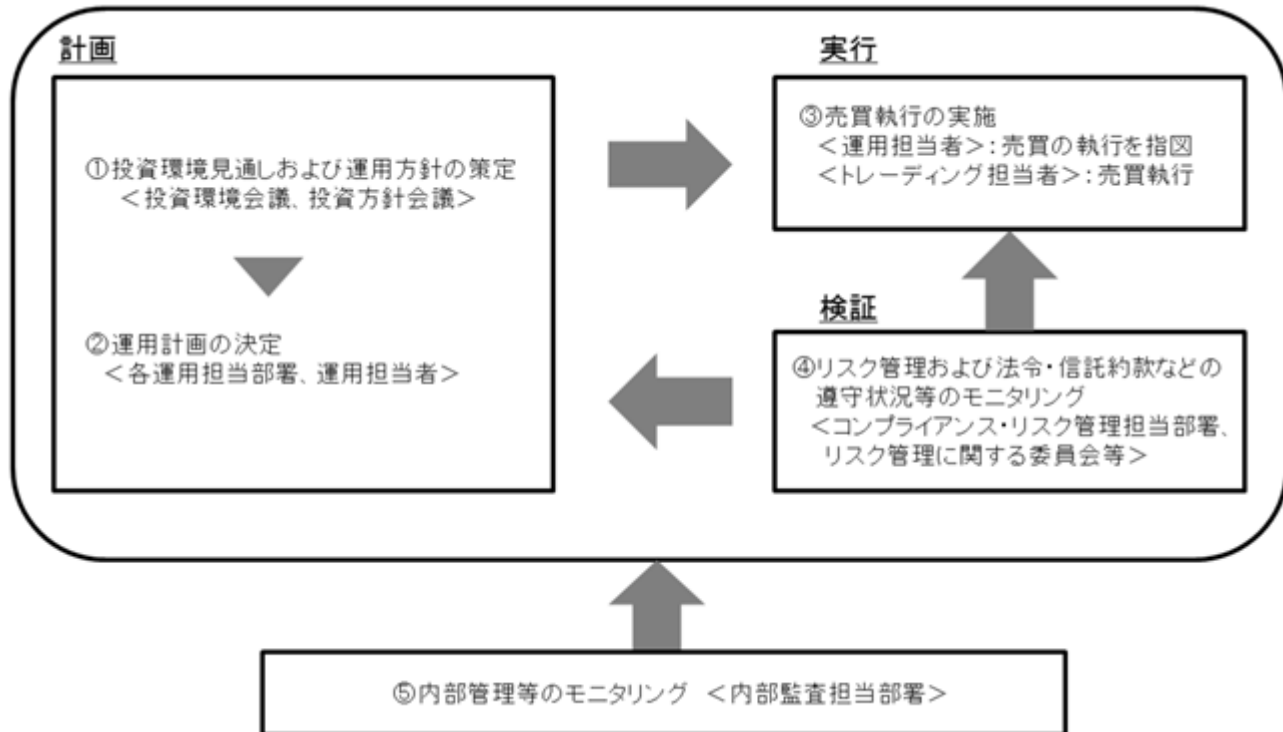 計画
①投資環境見通しおよび運用方針の策定
＜投資環境会議、投資方針会議＞
②運用計画の決定
＜各運用担当部署、運用担当者＞
実行
③売買執行の実施
＜運用担当者＞：売買の執行を指図
＜トレーディング担当者＞：売買執行
検証
④リスク管理および法令・信託約款などの
遵守状況等のモニタリング
＜コンプライアンス・リスク管理担当部署、
リスク管理に関する委員会等＞
⑤内部管理等のモニタリング ＜内部監査担当部署＞